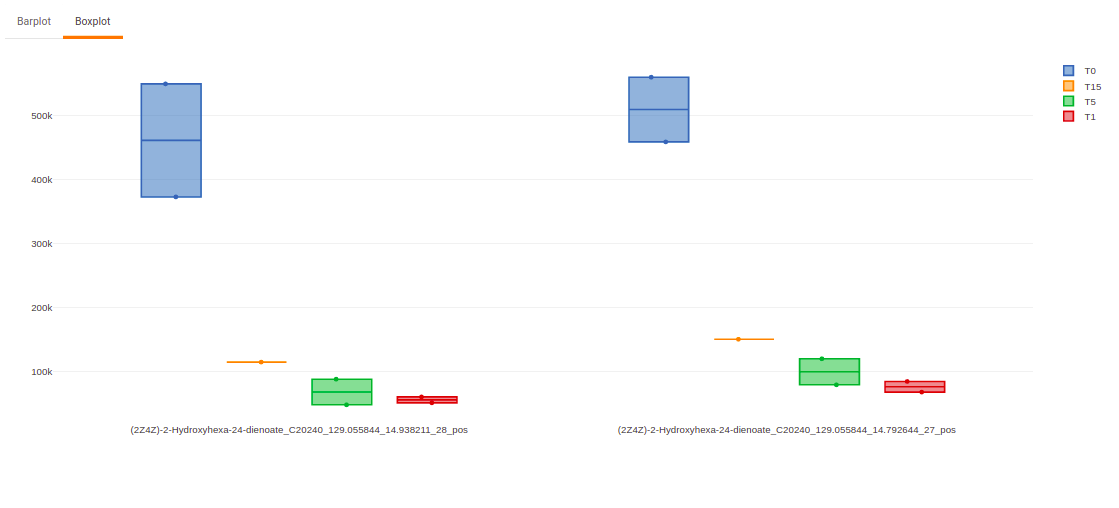 Barplot Boxplot
T0
T15
T5
T1
500k
400k
300k
200k
100k
(2Z4Z)-2-Hydroxyhexa-24-dienoate_C20240_129.055844_14.938211_28_pos (2Z4Z)-2-Hydroxyhexa-24-dienoate_C20240_129.055844_14.792644_27_pos